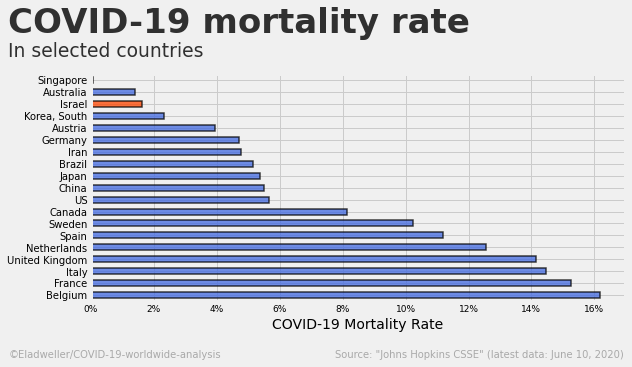 COVID-19 mortality rate
In selected countries
Singapore
Australia
Israel
Korea, South
Austria
Germany
Iran
Brazil
Japan
China
US
Canada
Sweden
Spain
Netherlands
United Kingdom
Italy
France
Belgium
0% 2% 4% 6% 8% 10% 12% 14% 16%
COVID-19 Mortality Rate
©Eladweller/COVID-19-worldwide-analysis
Source: "Johns Hopkins CSSE" (latest data: June 10, 2020)